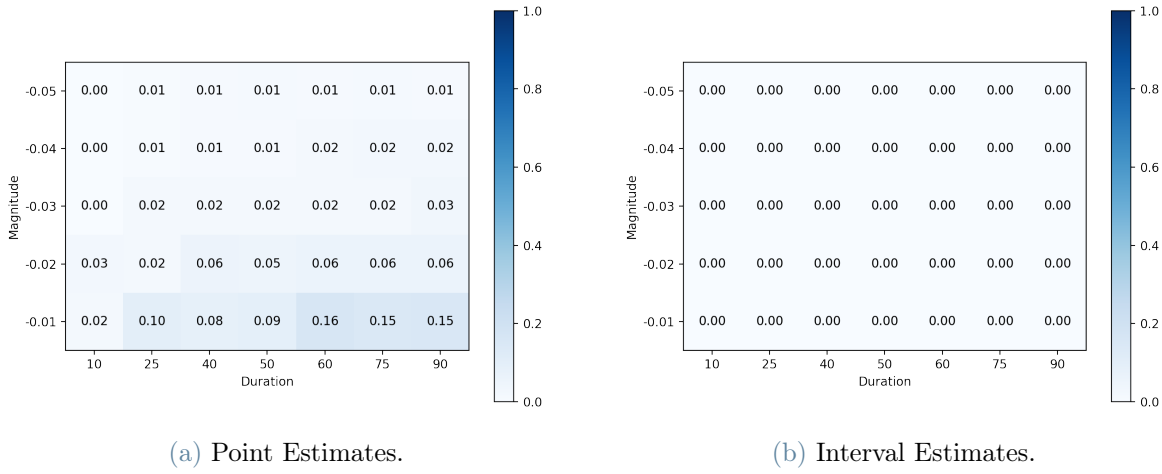 1.0
0.8
0.6
0.4
0.2
0.0
Magnitude
-0.05 0.00 0.01 0.01 0.01 0.01 0.01 0.01
-0.04 0.00 0.01 0.01 0.01 0.02 0.02 0.02
-0.03 0.00 0.02 0.02 0.02 0.02 0.02 0.03
-0.02 0.03 0.02 0.06 0.05 0.06 0.06 0.06
-0.01 0.02 0.10 0.08 0.09 0.16 0.15 0.15
10 25 40 50 60 75 90
Duration
(a) Point Estimates.
1.0
0.8
0.6
0.4
0.2
0.0
Magnitude
-0.05 0.00 0.00 0.00 0.00 0.00 0.00 0.00
-0.04 0.00 0.00 0.00 0.00 0.00 0.00 0.00
-0.03 0.00 0.00 0.00 0.00 0.00 0.00 0.00
-0.02 0.00 0.00 0.00 0.00 0.00 0.00 0.00
-0.01 0.00 0.00 0.00 0.00 0.00 0.00 0.00
10 25 40 50 60 75 90
Duration
(b) Interval Estimates.